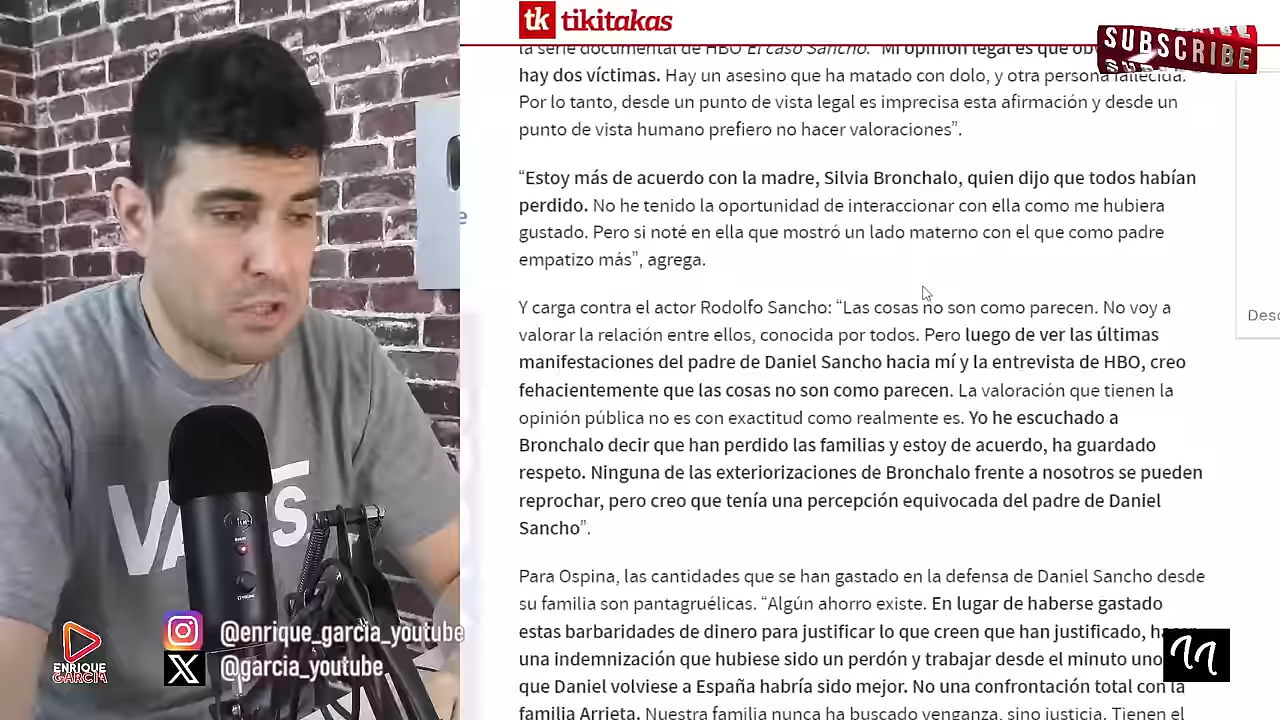 tk tikitakas
SUBSCRIBE
la serie documental de HBO El caso Sancho. "Mi opinión legal es que
hay dos víctimas. Hay un asesino que ha matado con dolo, y otra persona fallecida.
Por lo tanto, desde un punto de vista legal es imprecisa esta afirmación y desde un
punto de vista humano prefiero no hacer valoraciones”.
“Estoy más de acuerdo con la madre, Silvia Bronchalo, quien dijo que todos habían
perdido. No he tenido la oportunidad de interaccionar con ella como me hubiera
gustado. Pero si noté en ella que mostró un lado materno con el que como padre
empatizo más”, agrega.
Y carga contra el actor Rodolfo Sancho: “Las cosas no son como parecen. No voy a
valorar la relación entre ellos, conocida por todos. Pero luego de ver las últimas
manifestaciones del padre de Daniel Sancho hacia mí y la entrevista de HBO, creo
fehacientemente que las cosas no son como parecen. La valoración que tienen la
opinión pública no es con exactitud como realmente es. Yo he escuchado a
Bronchalo decir que han perdido las familias y estoy de acuerdo, ha guardado
respeto. Ninguna de las exteriorizaciones de Bronchalo frente a nosotros se pueden
reprochar, pero creo que tenía una percepción equivocada del padre de Daniel
Sancho”.
Para Ospina, las cantidades que se han gastado en la defensa de Daniel Sancho desde
su familia son pantagruélicas. “Algún ahorro existe. En lugar de haberse gastado
estas barbaridades de dinero para justificar lo que creen que han justificado,
una indemnización que hubiese sido un perdón y trabajar desde el minuto uno
que Daniel volviese a España habría sido mejor. No una confrontación total con la
familia Arrieta. Nuestra familia nunca ha buscado venganza, sino justicia. Tienen el
Desc
e
VANS
blue
ENRIQUE
GARCIA
@enrique_garcia_youtube
@garcia_youtube